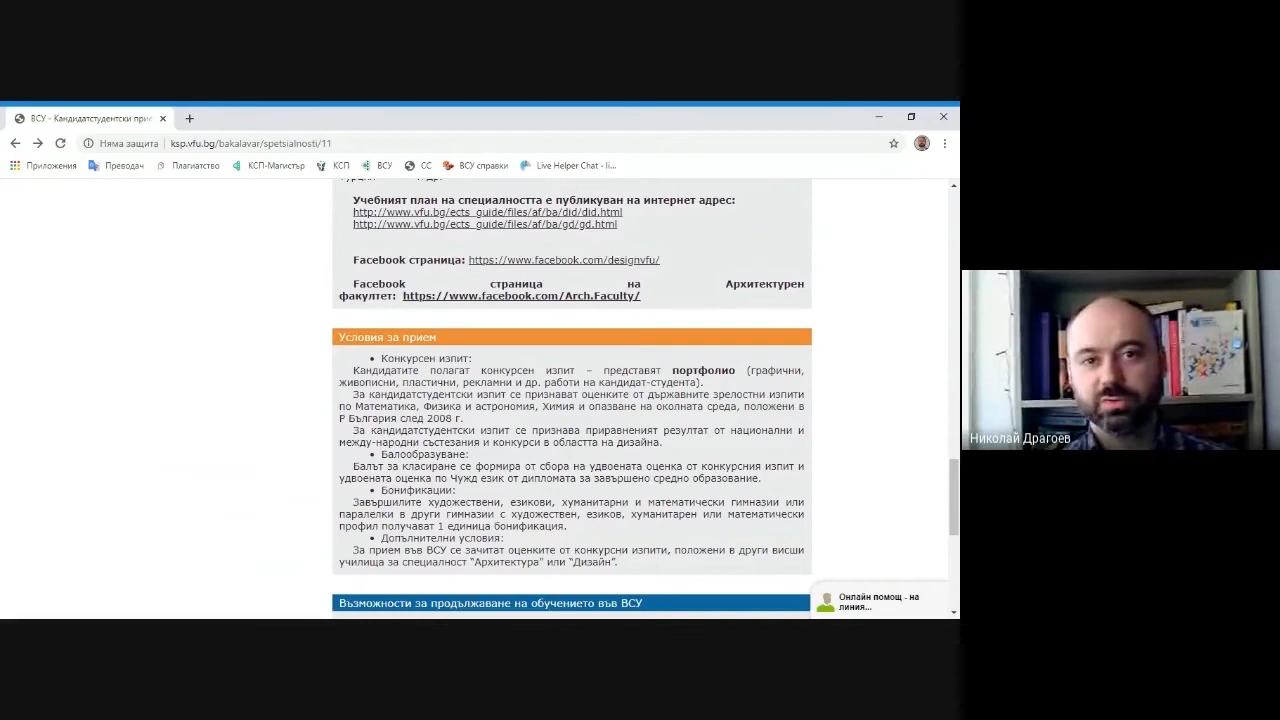 ВСУ - Кандидатстудентски прие
Няма защита
ksp.vfu.bg/bakalavar/spetsialnosti/11
Приложения Преводач Плагиатство КСП-Магистър КСП ВСУ СС ВСУ справки Live Helper Chat - li...
Учебният план на специалността е публикуван на интернет адрес:
http://www.vfu.bg/ects_guide/files/af/ba/did/did.html
http://www.vfu.bg/ects_guide/files/af/ba/gd/gd.html
Facebook страница: https://www.facebook.com/designvfu/
Facebook страница на Архитектурен
факултет: https://www.facebook.com/Arch.Faculty/
Условия за прием
• Конкурсен изпит:
Кандидатите полагат конкурсен изпит – представят портфолио (графични,
живописни, пластични, рекламни и др. работи на кандидат-студента).
За кандидатстудентски изпит се признават оценките от държавните зрелостни изпити
по Математика, Физика и астрономия, Химия и опазване на околната среда, положени в
Р България след 2008 г.
За кандидатстудентски изпит се признава приравненият резултат от национални и
между-народни състезания и конкурси в областта на дизайна.
• Балообразуване:
Балът за класиране се формира от сбора на удвоената оценка от конкурсния изпит и
удвоената оценка по Чужд език от дипломата за завършено средно образование.
• Бонификации:
Завършилите художествени, езикови, хуманитарни и математически гимназии или
паралелки в други гимназии с художествен, езиков, хуманитарен или математически
профил получават 1 единица бонификация.
• Допълнителни условия:
За прием във ВСУ се зачитат оценките от конкурсни изпити, положени в други висши
училища за специалност "Архитектура" или "Дизайн".
Възможности за продължаване на обучението във ВСУ
Онлайн помощ - на
линия...
Николай Драгоев